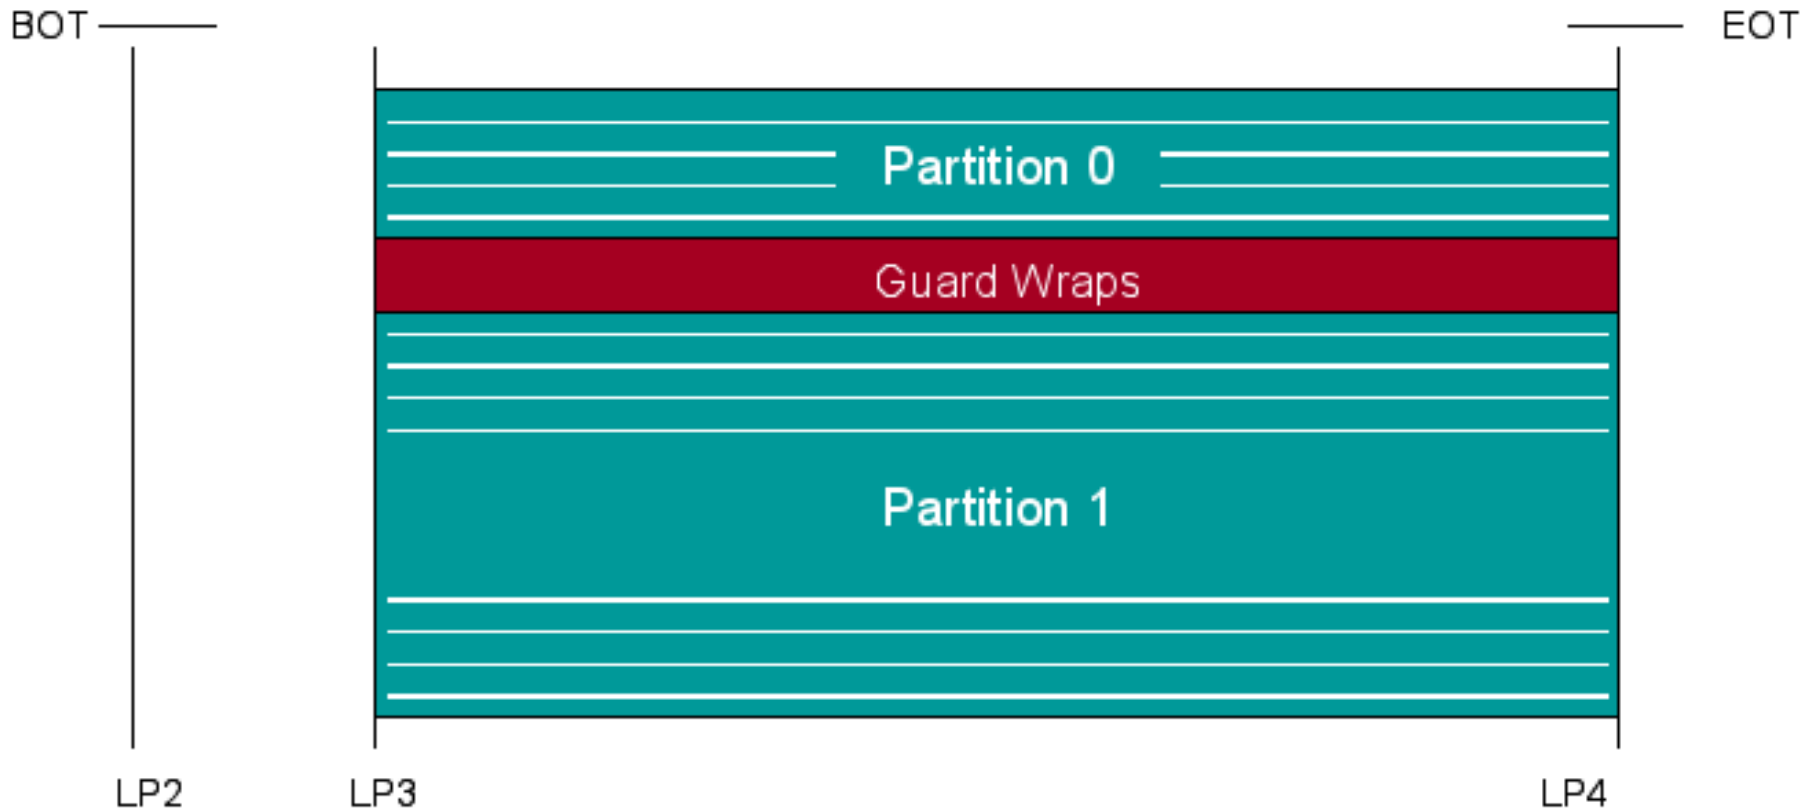 BOT
EOT
Partition 0
Guard Wraps
Partition 1
LP2
LP3
LP4